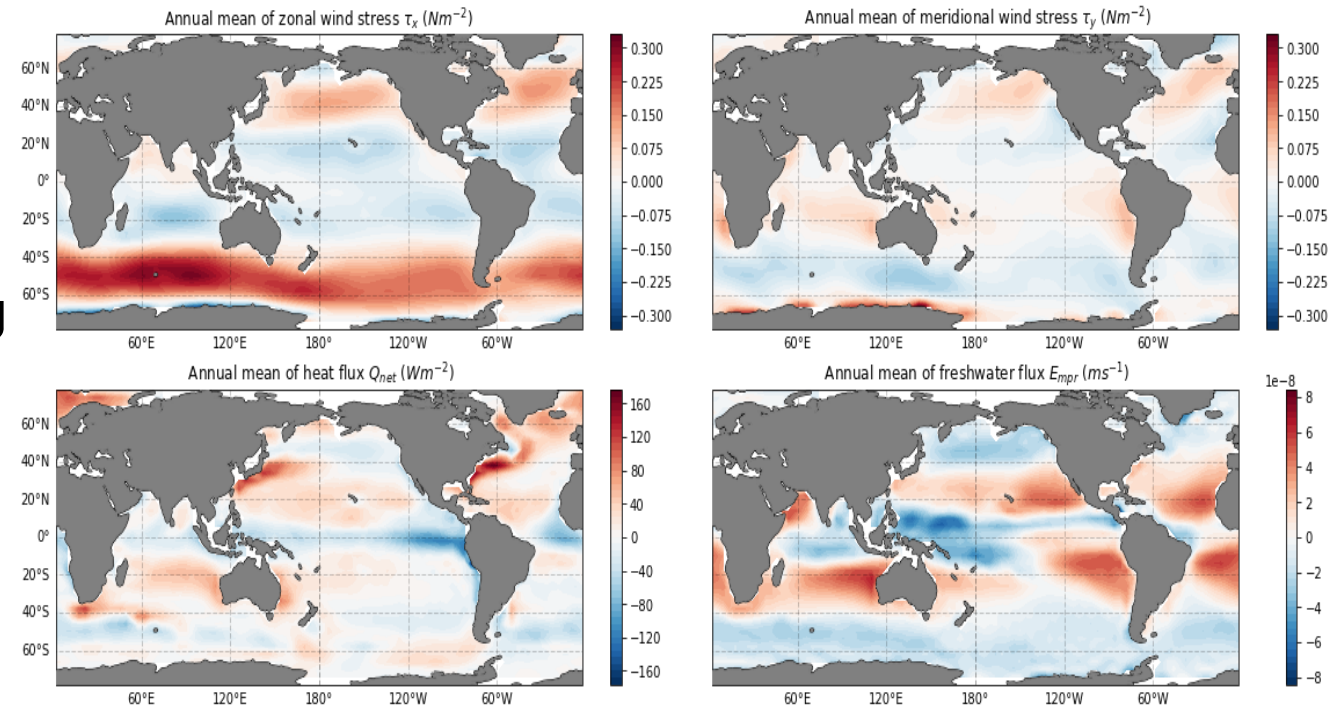 Annual mean of zonal wind stress τx (Nm−2)
60°N
40°N
20°N
0°
20°S
40°S
60°S
60°E 120°E 180° 120°W 60°W
0.300
0.225
0.150
0.075
0.000
−0.075
−0.150
−0.225
−0.300
Annual mean of meridional wind stress τy (Nm−2)
60°E 120°E 180° 120°W 60°W
0.300
0.225
0.150
0.075
0.000
−0.075
−0.150
−0.225
−0.300
g
Annual mean of heat flux Qnet (Wm−2)
60°N
40°N
20°N
0°
20°S
40°S
60°S
60°E 120°E 180° 120°W 60°W
160
120
80
40
0
−40
−80
−120
−160
Annual mean of freshwater flux Empr (ms−1)
60°E 120°E 180° 120°W 60°W
1e−8
8
6
4
2
0
−2
−4
−6
−8